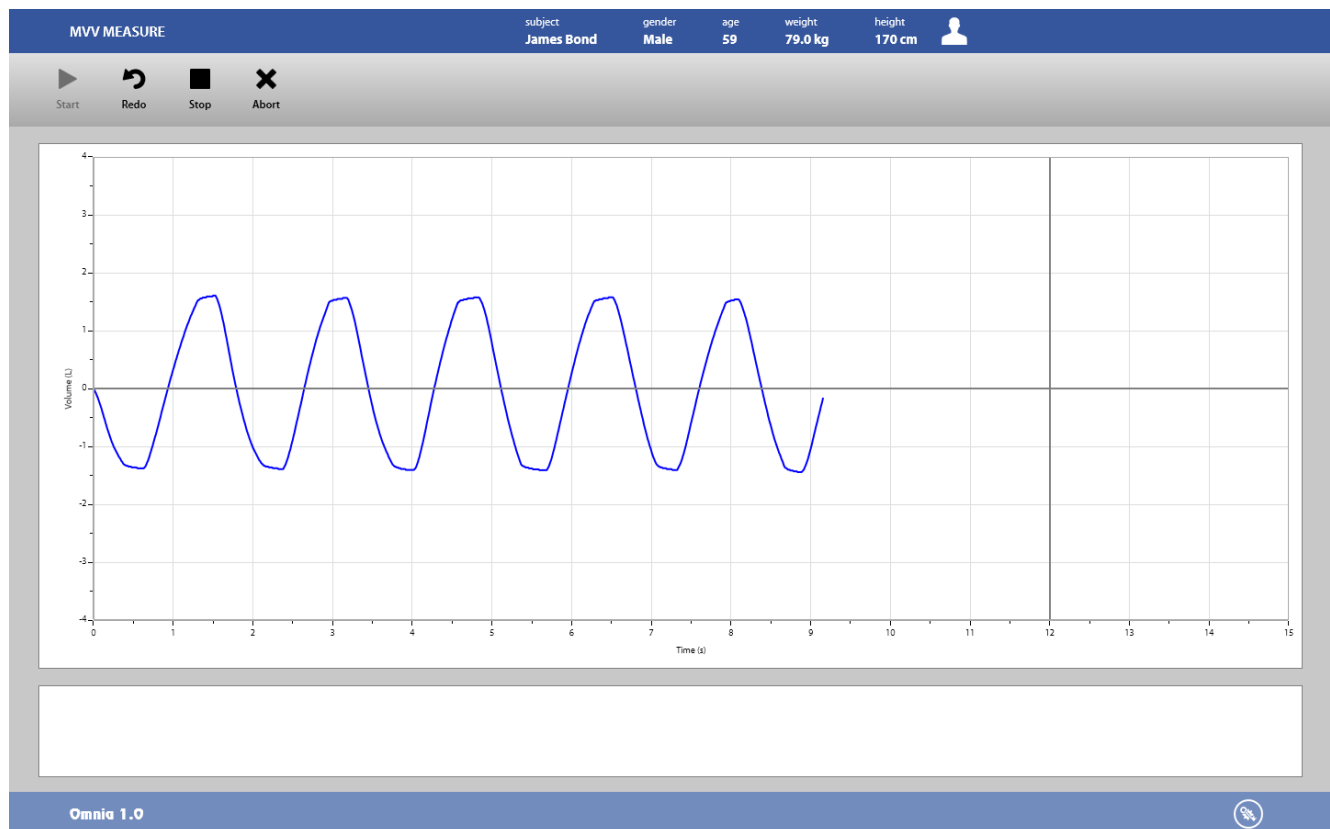 MVV MEASURE
subject gender age weight height
James Bond Male 59 79.0 kg 170 cm
Start Redo Stop Abort
4
3
2
1
0
-1
-2
-3
-4
Volume (L)
0 1 2 3 4 5 6 7 8 9 10 11 12 13 14 15
Time (s)
Omnia 1.0